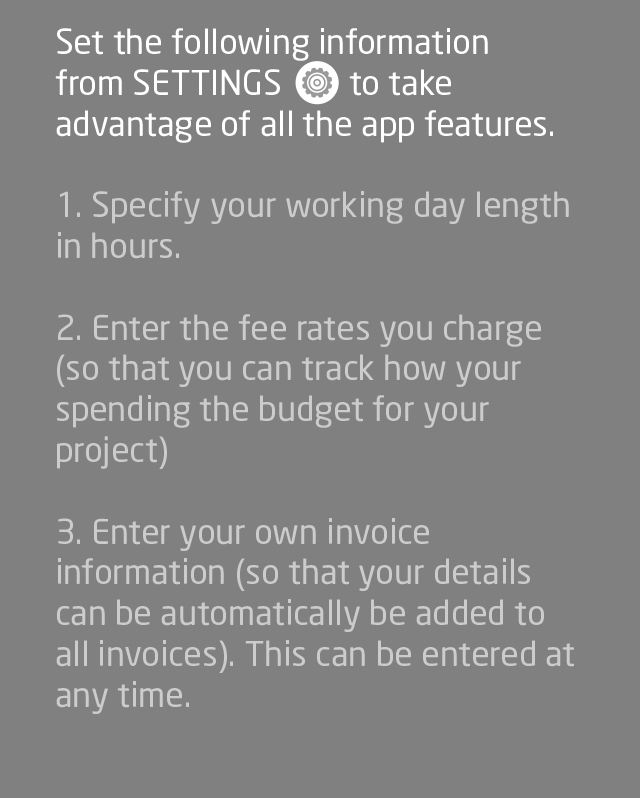 Set the following information
from SETTINGS to take
advantage of all the app features.
1. Specify your working day length
in hours.
2. Enter the fee rates you charge
(so that you can track how your
spending the budget for your
project)
3. Enter your own invoice
information (so that your details
can be automatically be added to
all invoices). This can be entered at
any time.